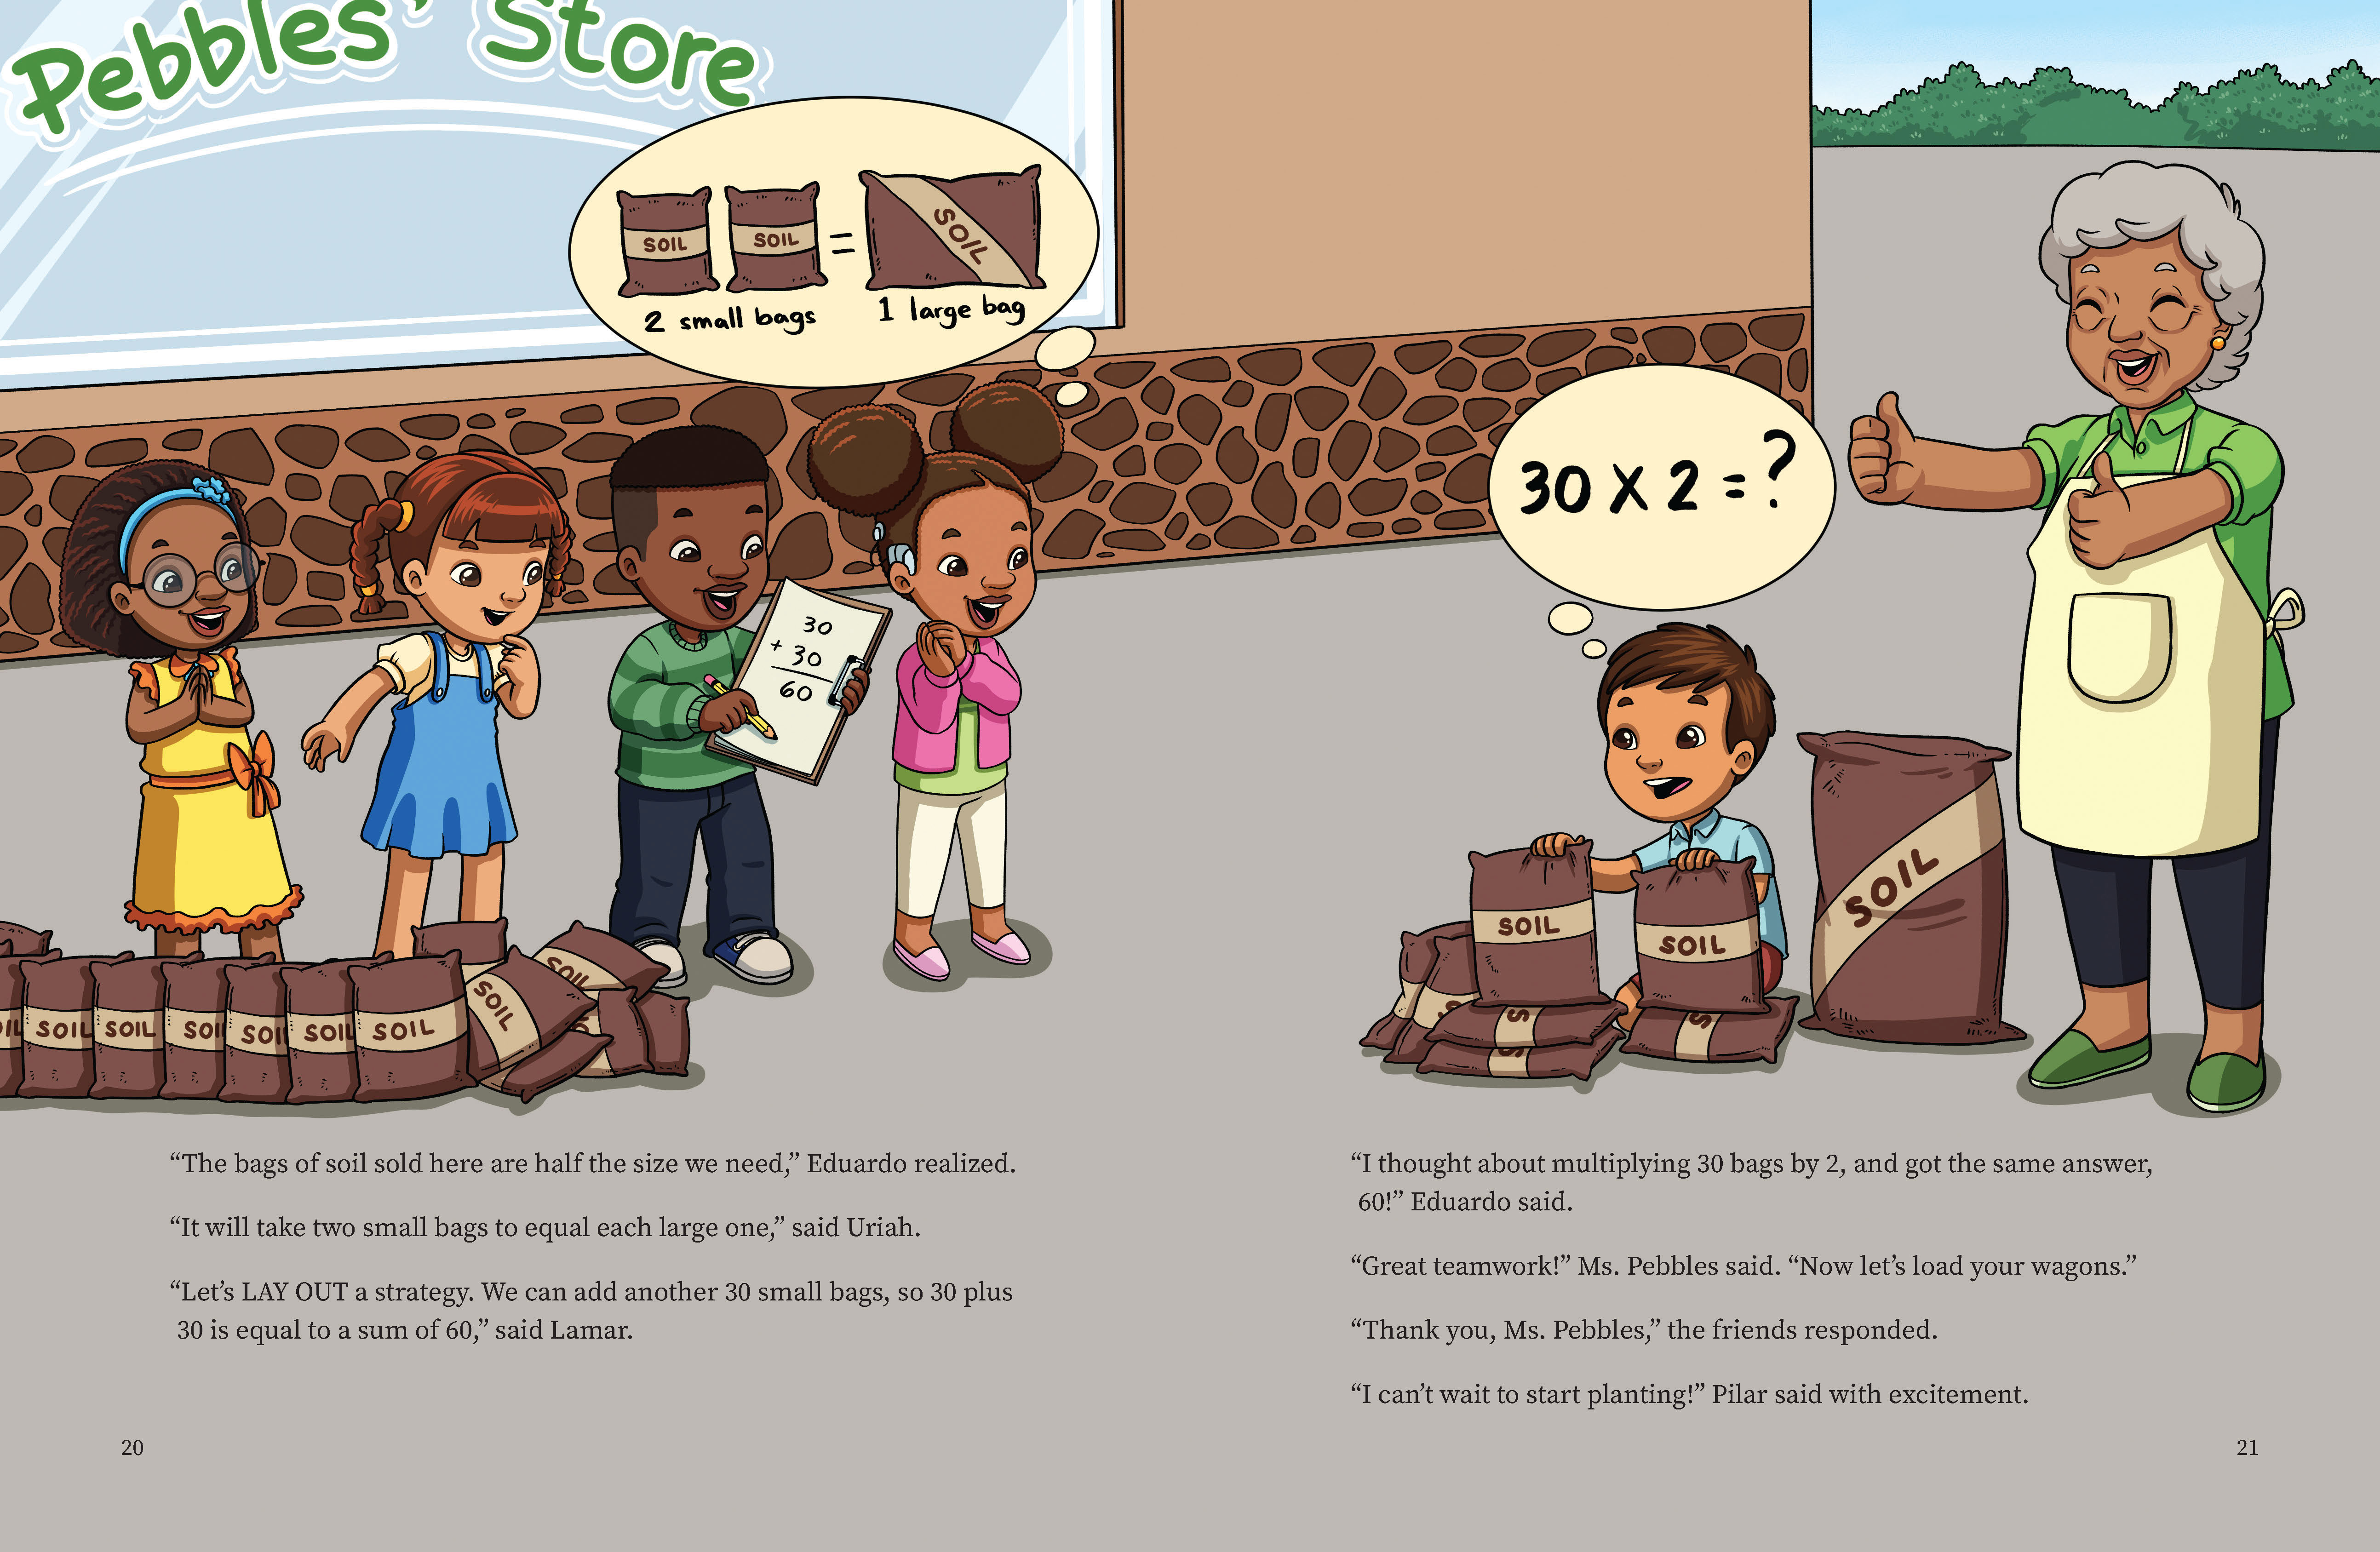 Pebbles' Store
SOIL
SOIL
=
SOIL
2 small bags
1 large bag
30
+ 30
60
30 X 2 = ?
SOIL
SOIL
SOIL
SOIL
SOIL
SOIL
SOIL
SOIL
SOIL
SOIL
SOIL
“The bags of soil sold here are half the size we need,” Eduardo realized.
“It will take two small bags to equal each large one,” said Uriah.
“Let’s LAY OUT a strategy. We can add another 30 small bags, so 30 plus
30 is equal to a sum of 60,” said Lamar.
20
“I thought about multiplying 30 bags by 2, and got the same answer,
60!” Eduardo said.
“Great teamwork!” Ms. Pebbles said. “Now let’s load your wagons.”
“Thank you, Ms. Pebbles,” the friends responded.
“I can’t wait to start planting!” Pilar said with excitement.
21